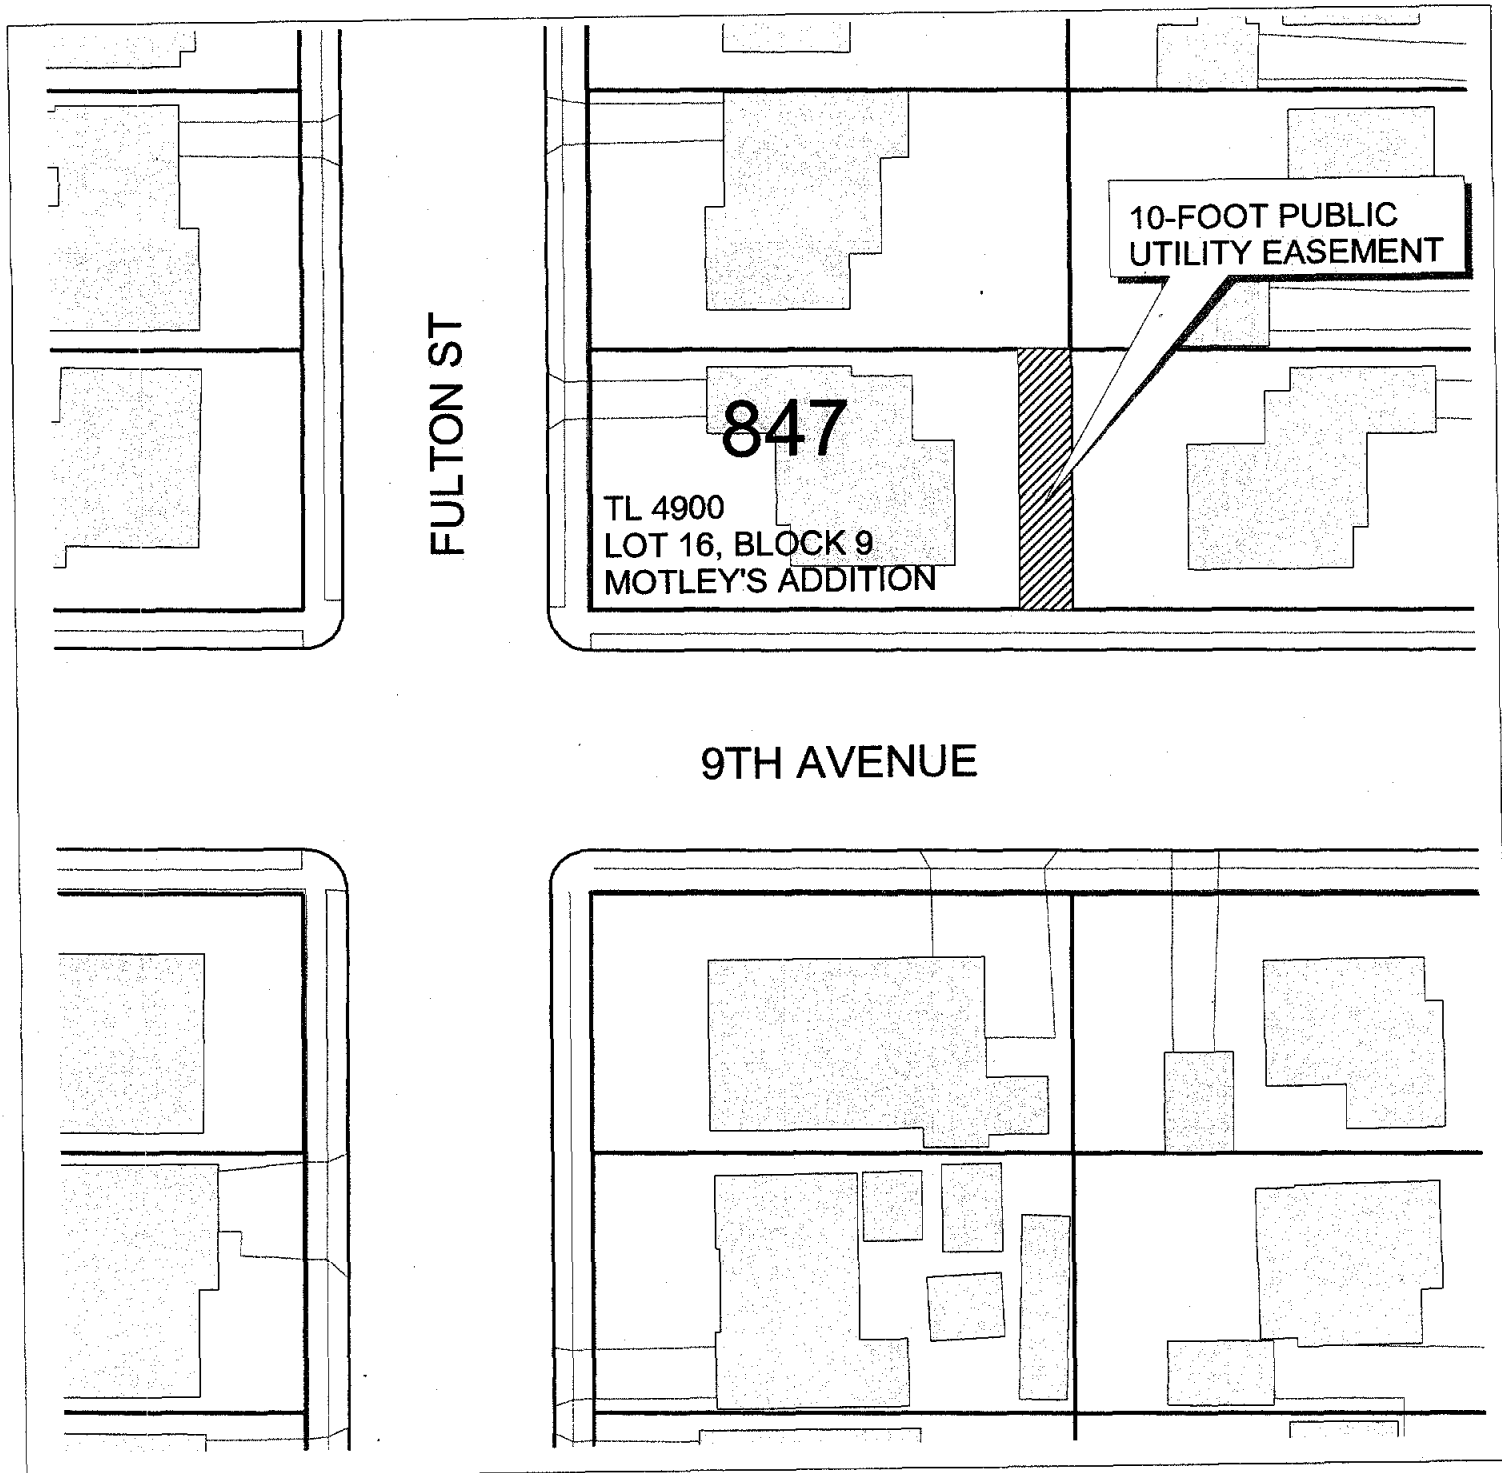 10-FOOT PUBLIC
UTILITY EASEMENT
FULTON ST
847
TL 4900
LOT 16, BLOCK 9
MOTLEY'S ADDITION
9TH AVENUE